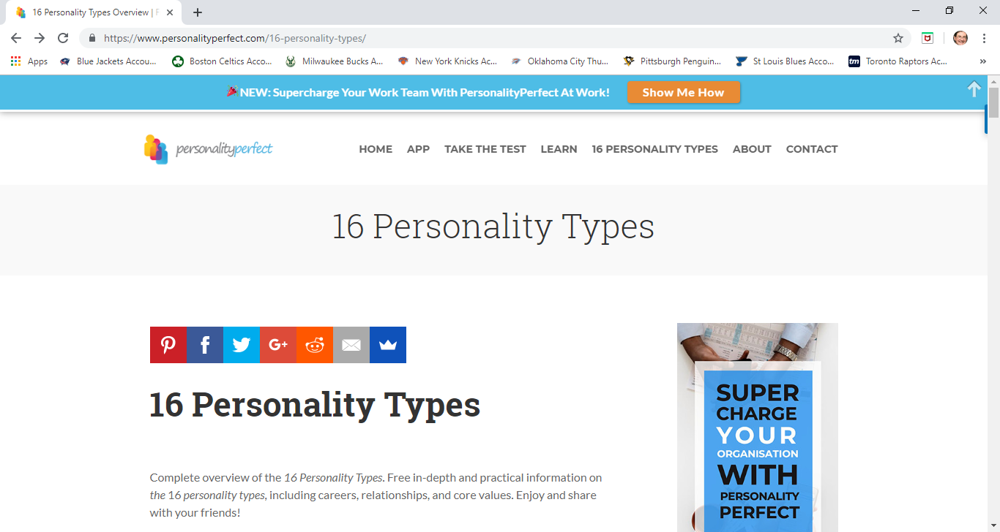 16 Personality Types Overview | F
https://www.personalityperfect.com/16-personality-types/
Apps
Blue Jackets Accou...
Boston Celtics Acco...
Milwaukee Bucks A...
New York Knicks Ac...
Oklahoma City Thu...
Pittsburgh Penguin...
St Louis Blues Acco...
tm
Toronto Raptors Ac...
NEW: Supercharge Your Work Team With PersonalityPerfect At Work!
Show Me How
personalityperfect
HOME
APP
TAKE THE TEST
LEARN
16 PERSONALITY TYPES
ABOUT
CONTACT
16 Personality Types
G+
16 Personality Types
Complete overview of the 16 Personality Types. Free in-depth and practical information on
the 16 personality types, including careers, relationships, and core values. Enjoy and share
with your friends!
SUPER
CHARGE
YOUR
ORGANISATION
WITH
PERSONALITY
PERFECT